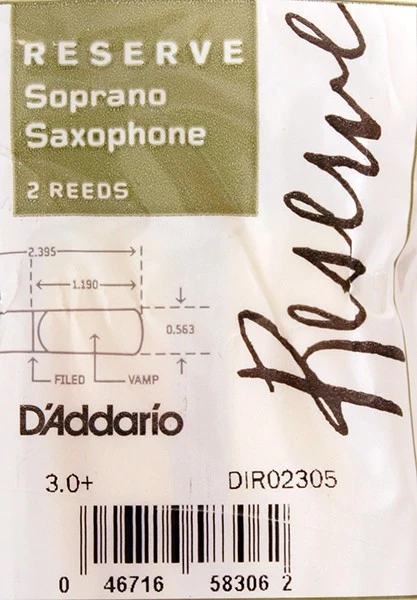 RESERVE
Soprano
Saxophone
2 REEDS
Reserve
2.395
1.190
0.563
FILED
VAMP
D'Addario
3.0+
DIR02305
0 46716 58306 2